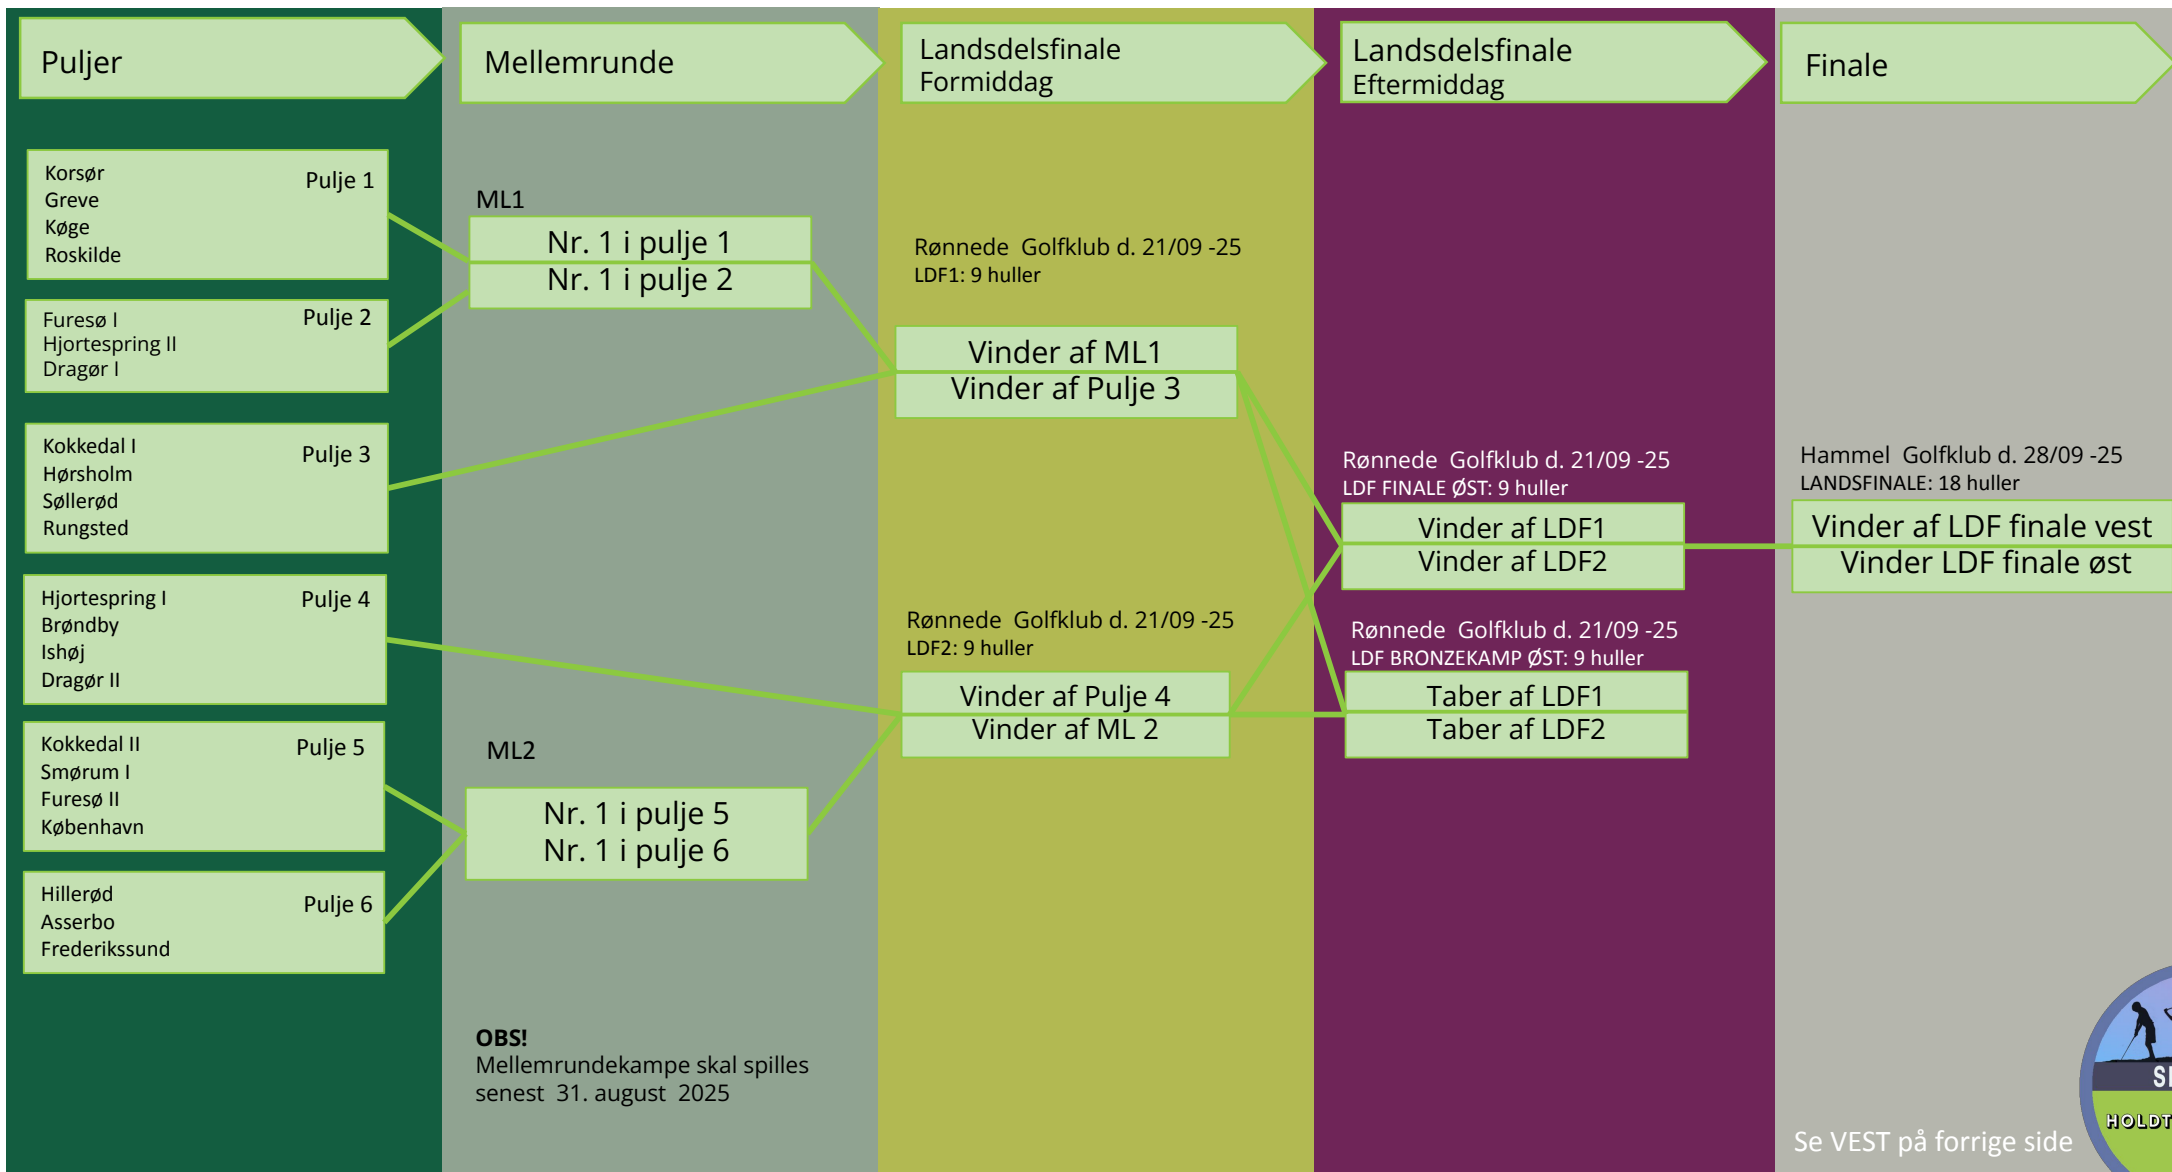 Puljer
Mellemrunde
Landsdelsfinale
Formiddag
Landsdelsfinale
Eftermiddag
Finale
Korsør
Greve
Køge
Roskilde
Pulje 1
Furesø I
Hjortespring II
Dragør I
Pulje 2
Kokkedal I
Hørsholm
Søllerød
Rungsted
Pulje 3
Hjortespring I
Brøndby
Ishøj
Dragør II
Pulje 4
Kokkedal II
Smørum I
Furesø II
København
Pulje 5
Hillerød
Asserbo
Frederikssund
Pulje 6
ML1
Nr. 1 i pulje 1
Nr. 1 i pulje 2
ML2
Nr. 1 i pulje 5
Nr. 1 i pulje 6
OBS!
Mellemrundekampe skal spilles
senest 31. august 2025
Rønnede Golfklub d. 21/09 -25
LDF1: 9 huller
Vinder af ML1
Vinder af Pulje 3
Rønnede Golfklub d. 21/09 -25
LDF2: 9 huller
Vinder af Pulje 4
Vinder af ML 2
Rønnede Golfklub d. 21/09 -25
LDF FINALE ØST: 9 huller
Vinder af LDF1
Vinder af LDF2
Rønnede Golfklub d. 21/09 -25
LDF BRONZEKAMP ØST: 9 huller
Taber af LDF1
Taber af LDF2
Hammel Golfklub d. 28/09 -25
LANDSFINALE: 18 huller
Vinder af LDF finale vest
Vinder LDF finale øst
Se VEST på forrige side